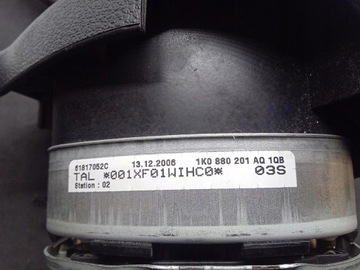 61817052C 13.12.2006 1K0 880 201 AQ 1QB
TAL *001XF01WIHC0* 03S
Station : 02